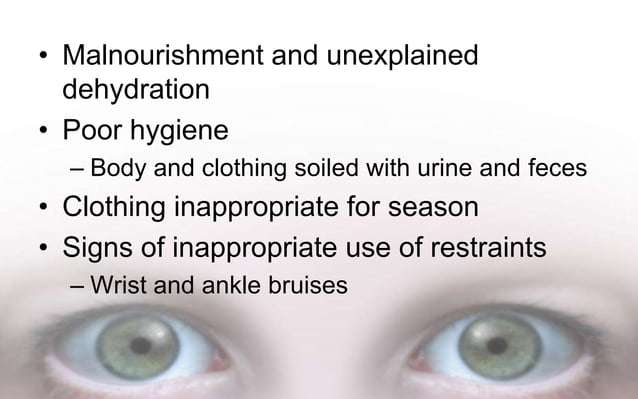 • Malnourishment and unexplained
dehydration
• Poor hygiene
– Body and clothing soiled with urine and feces
• Clothing inappropriate for season
• Signs of inappropriate use of restraints
– Wrist and ankle bruises